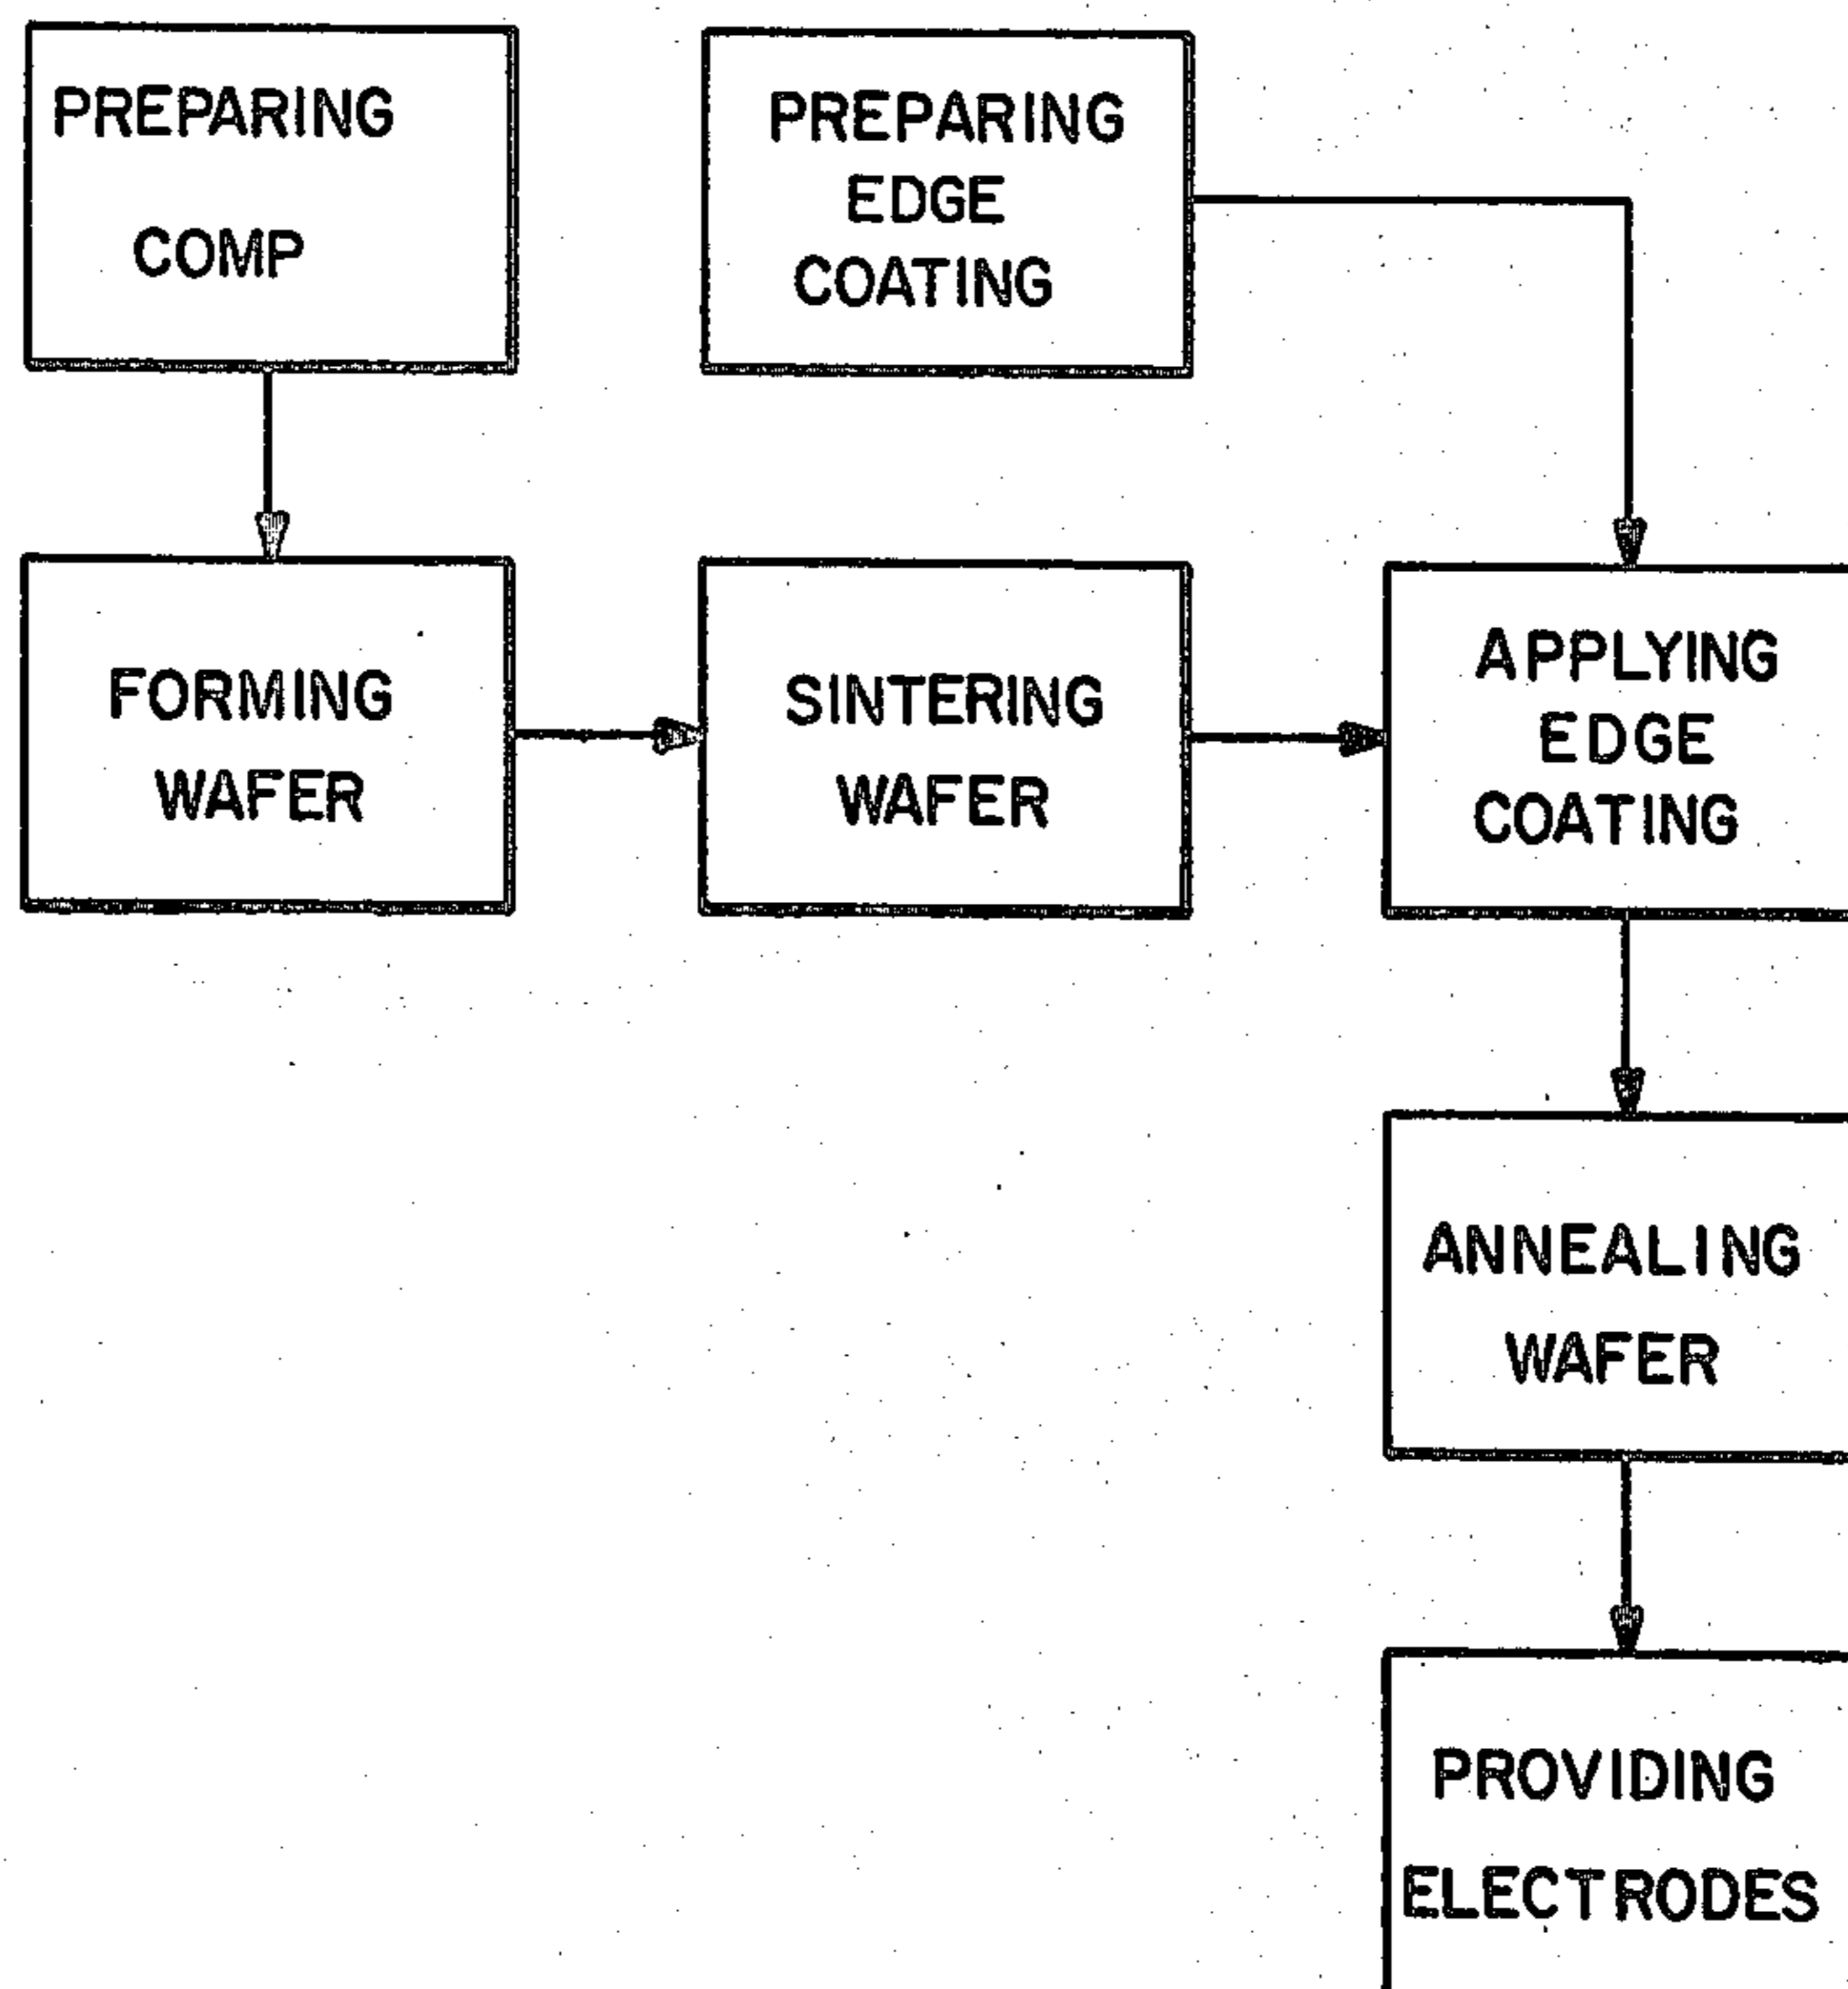 PREPARING
COMP
PREPARING
EDGE
COATING
FORMING
WAFER
SINTERING
WAFER
APPLYING
EDGE
COATING
ANNEALING
WAFER
PROVIDING
ELECTRODES